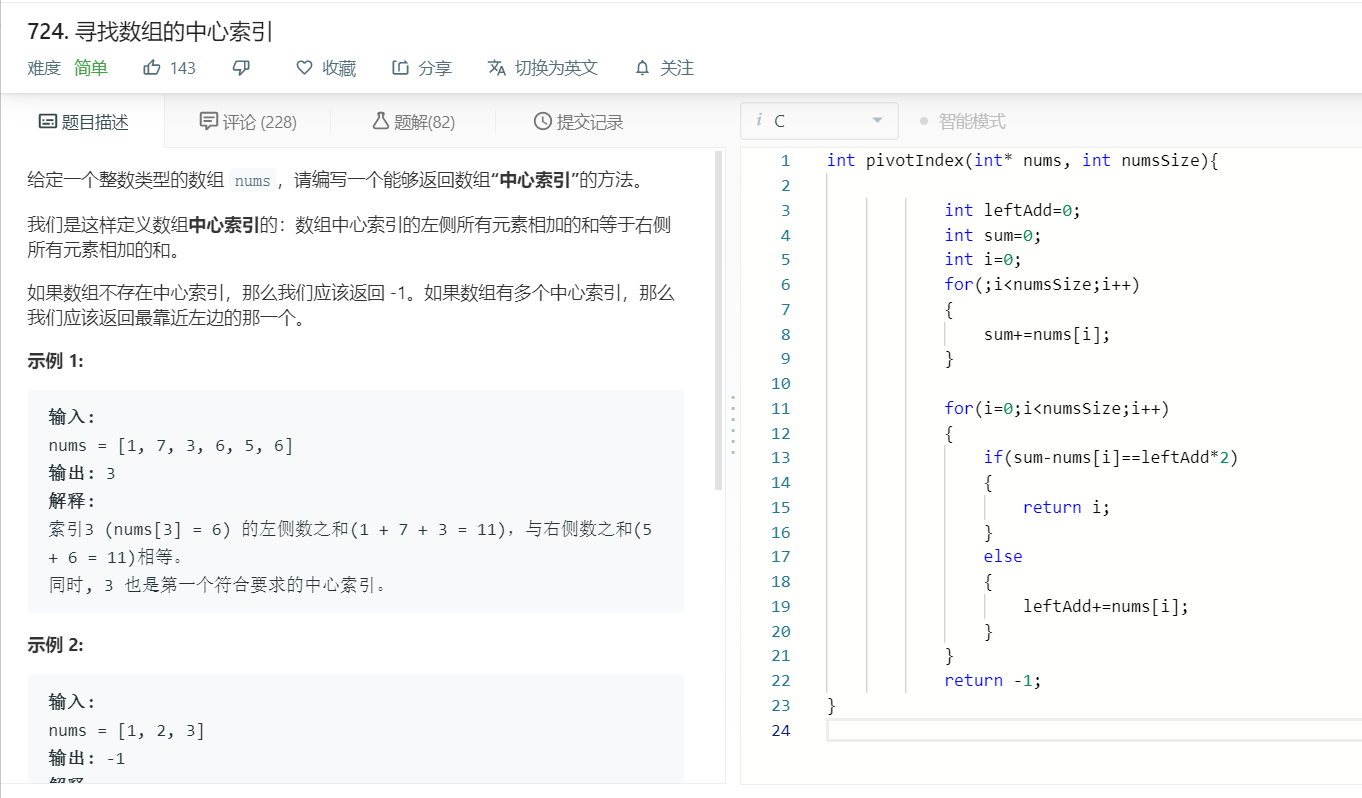 724. 寻找数组的中心索引
难度 简单 143 收藏 分享 切换为英文 关注
题目描述 评论 (228) 题解(82) 提交记录
给定一个整数类型的数组 nums，请编写一个能够返回数组“中心索引”的方法。
我们是这样定义数组中心索引的：数组中心索引的左侧所有元素相加的和等于右侧
所有元素相加的和。
如果数组不存在中心索引，那么我们应该返回 -1。如果数组有多个中心索引，那么
我们应该返回最靠近左边的那一个。
示例 1:
输入:
nums = [1, 7, 3, 6, 5, 6]
输出: 3
解释:
索引3 (nums[3] = 6) 的左侧数之和(1 + 7 + 3 = 11)，与右侧数之和(5
+ 6 = 11)相等。
同时, 3 也是第一个符合要求的中心索引。
示例 2:
输入:
nums = [1, 2, 3]
输出: -1
解释:
i C 智能模式
1 int pivotIndex(int* nums, int numsSize){
2
3 int leftAdd=0;
4 int sum=0;
5 int i=0;
6 for(;i<numsSize;i++)
7 {
8 sum+=nums[i];
9 }
10
11 for(i=0;i<numsSize;i++)
12 {
13 if(sum-nums[i]==leftAdd*2)
14 {
15 return i;
16 }
17 else
18 {
19 leftAdd+=nums[i];
20 }
21 }
22 return -1;
23 }
24